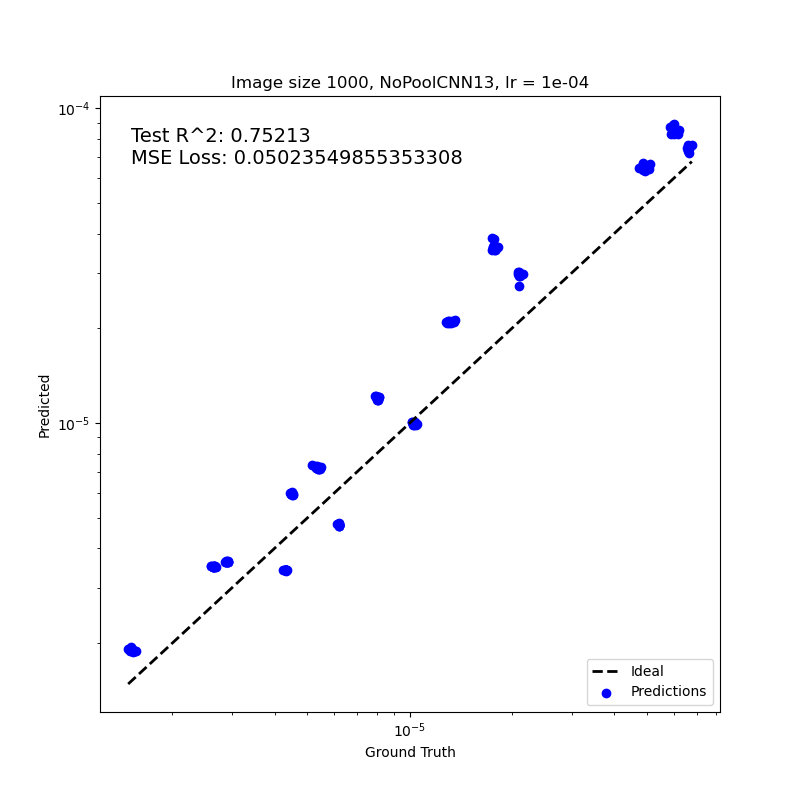 Image size 1000, NoPoolCNN13, lr = 1e-04
10⁻⁴
Test R^2: 0.75213
MSE Loss: 0.05023549855353308
Predicted
10⁻⁵
Ideal
Predictions
10⁻⁵
Ground Truth